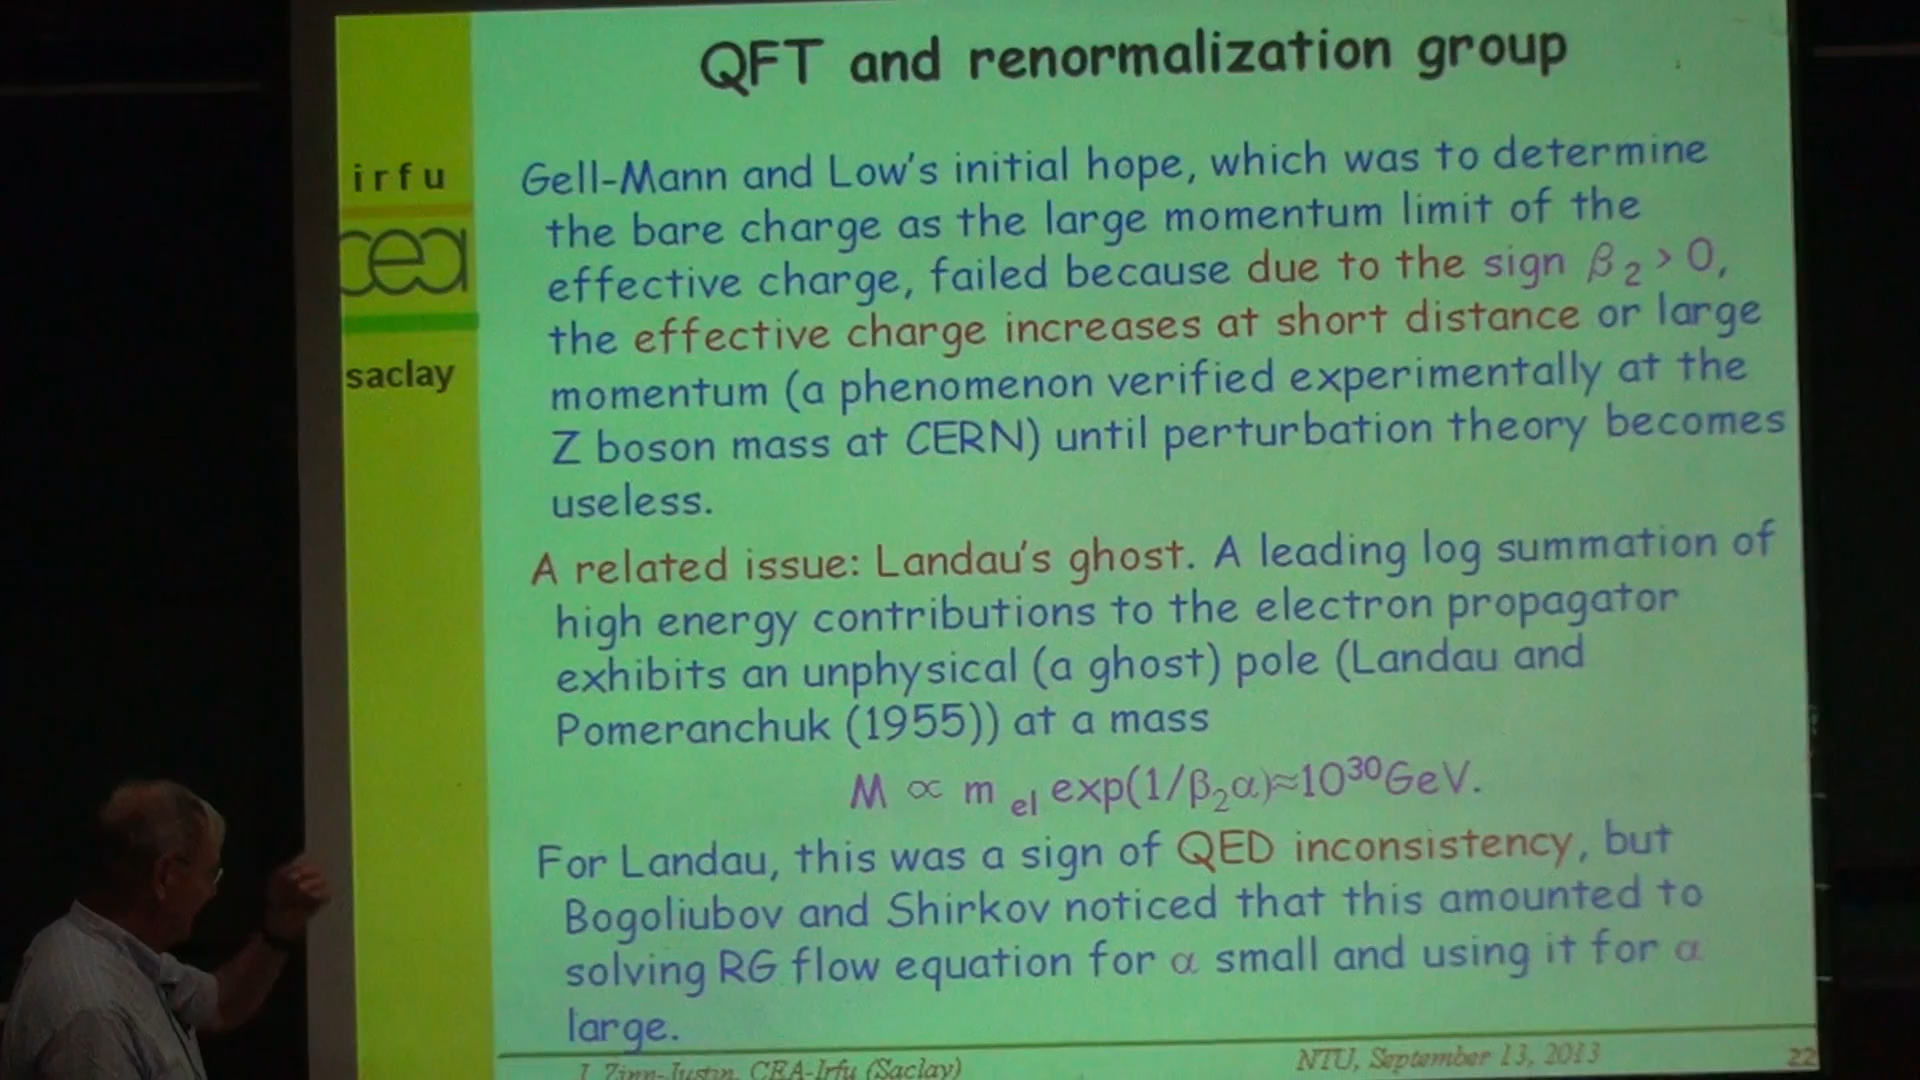 QFT and renormalization group
irfu
cea
saclay
Gell-Mann and Low's initial hope, which was to determine
the bare charge as the large momentum limit of the
effective charge, failed because due to the sign β₂ > 0,
the effective charge increases at short distance or large
momentum (a phenomenon verified experimentally at the
Z boson mass at CERN) until perturbation theory becomes
useless.
A related issue: Landau's ghost. A leading log summation of
high energy contributions to the electron propagator
exhibits an unphysical (a ghost) pole (Landau and
Pomeranchuk (1955)) at a mass
M ∝ m el exp(1/β₂α)≈10³⁰GeV.
For Landau, this was a sign of QED inconsistency, but
Bogoliubov and Shirkov noticed that this amounted to
solving RG flow equation for α small and using it for α
large.
J. Zinn-Justin, CEA-Irfu (Saclay)
NTU, September 13, 2013
22